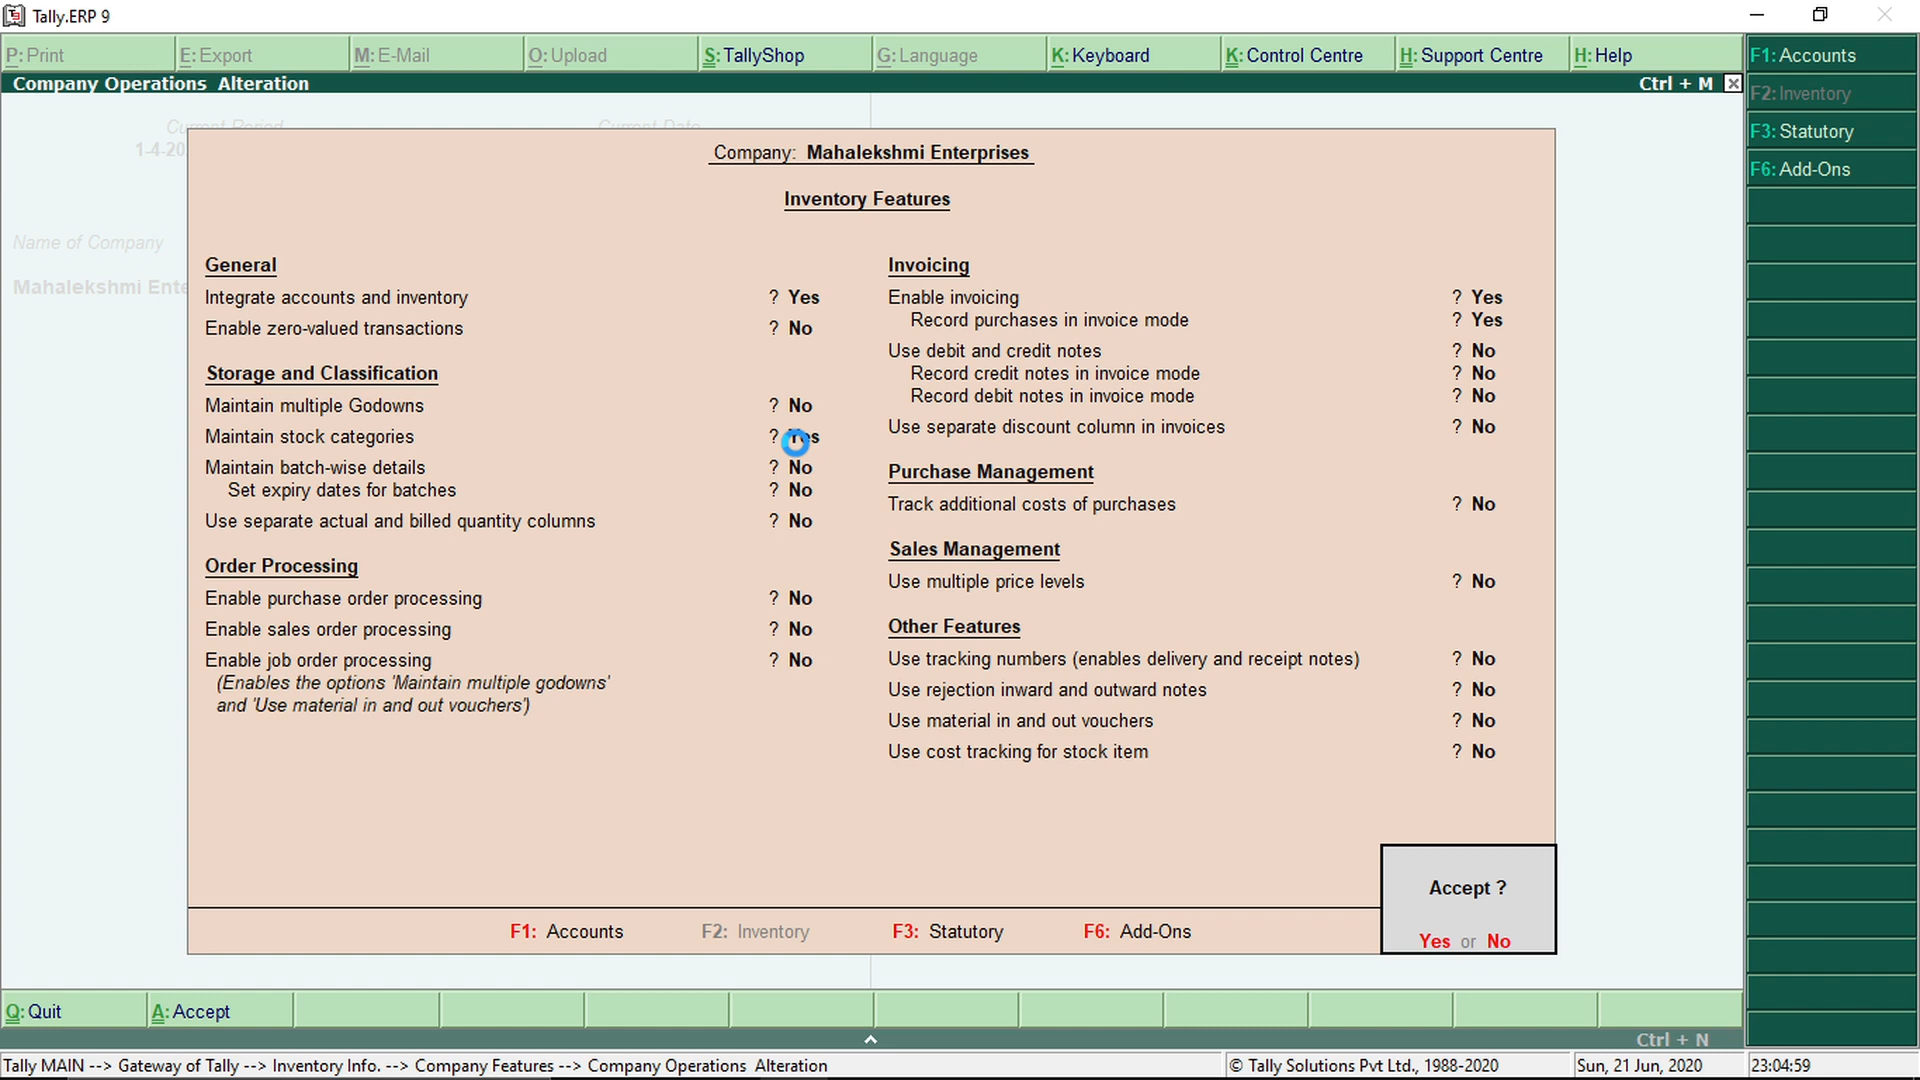 Tally.ERP 9
P: Print
E: Export
M: E-Mail
O: Upload
S: TallyShop
G: Language
K: Keyboard
K: Control Centre
H: Support Centre
H: Help
Company Operations  Alteration
Ctrl + M
Current Period
Current Date
1-4-20
Name of Company
Mahalekshmi Ente
Company: Mahalekshmi Enterprises
Inventory Features
General
Integrate accounts and inventory ? Yes
Enable zero-valued transactions ? No
Storage and Classification
Maintain multiple Godowns ? No
Maintain stock categories ? Yes
Maintain batch-wise details ? No
Set expiry dates for batches ? No
Use separate actual and billed quantity columns ? No
Order Processing
Enable purchase order processing ? No
Enable sales order processing ? No
Enable job order processing ? No
(Enables the options 'Maintain multiple godowns'
and 'Use material in and out vouchers')
Invoicing
Enable invoicing ? Yes
Record purchases in invoice mode ? Yes
Use debit and credit notes ? No
Record credit notes in invoice mode ? No
Record debit notes in invoice mode ? No
Use separate discount column in invoices ? No
Purchase Management
Track additional costs of purchases ? No
Sales Management
Use multiple price levels ? No
Other Features
Use tracking numbers (enables delivery and receipt notes) ? No
Use rejection inward and outward notes ? No
Use material in and out vouchers ? No
Use cost tracking for stock item ? No
F1: Accounts
F2: Inventory
F3: Statutory
F6: Add-Ons
Accept ?
Yes or No
F1: Accounts
F2: Inventory
F3: Statutory
F6: Add-Ons
Q: Quit
A: Accept
Ctrl + N
Tally MAIN --> Gateway of Tally --> Inventory Info. --> Company Features --> Company Operations  Alteration
© Tally Solutions Pvt Ltd., 1988-2020
Sun, 21 Jun, 2020
23:04:59